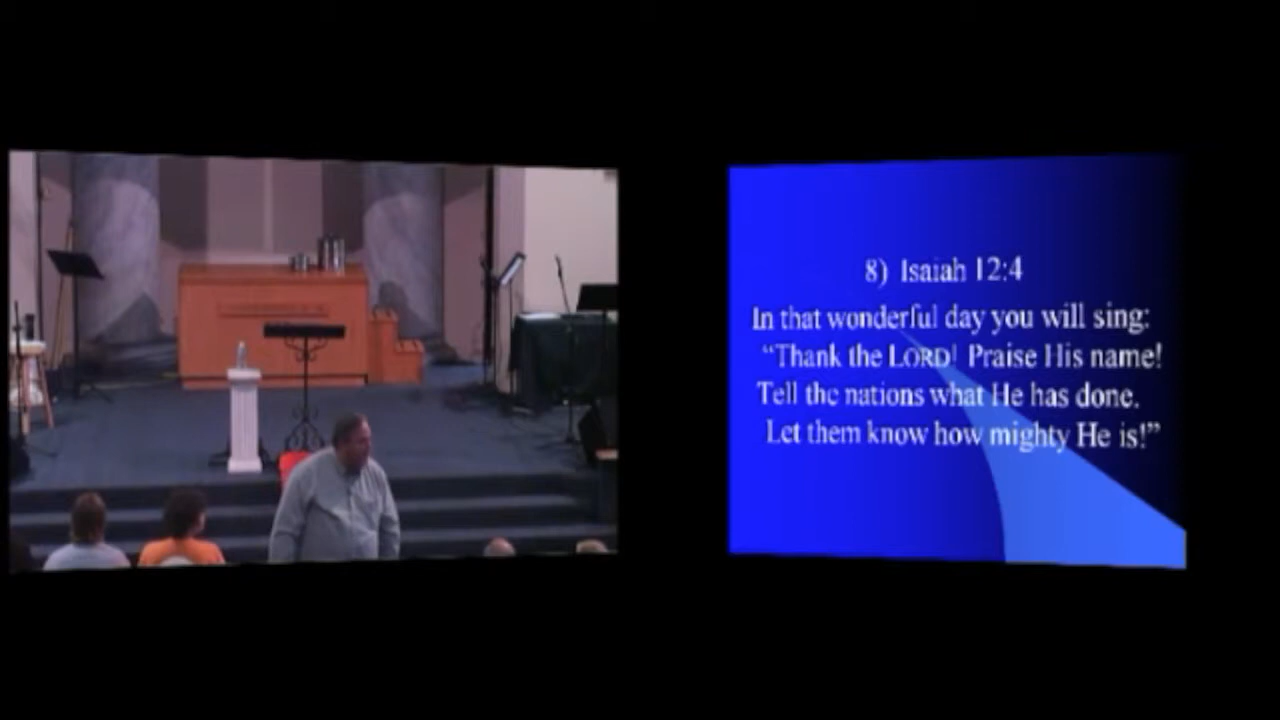 8) Isaiah 12:4
In that wonderful day you will sing:
“Thank the LORD! Praise His name!
Tell the nations what He has done.
Let them know how mighty He is!”